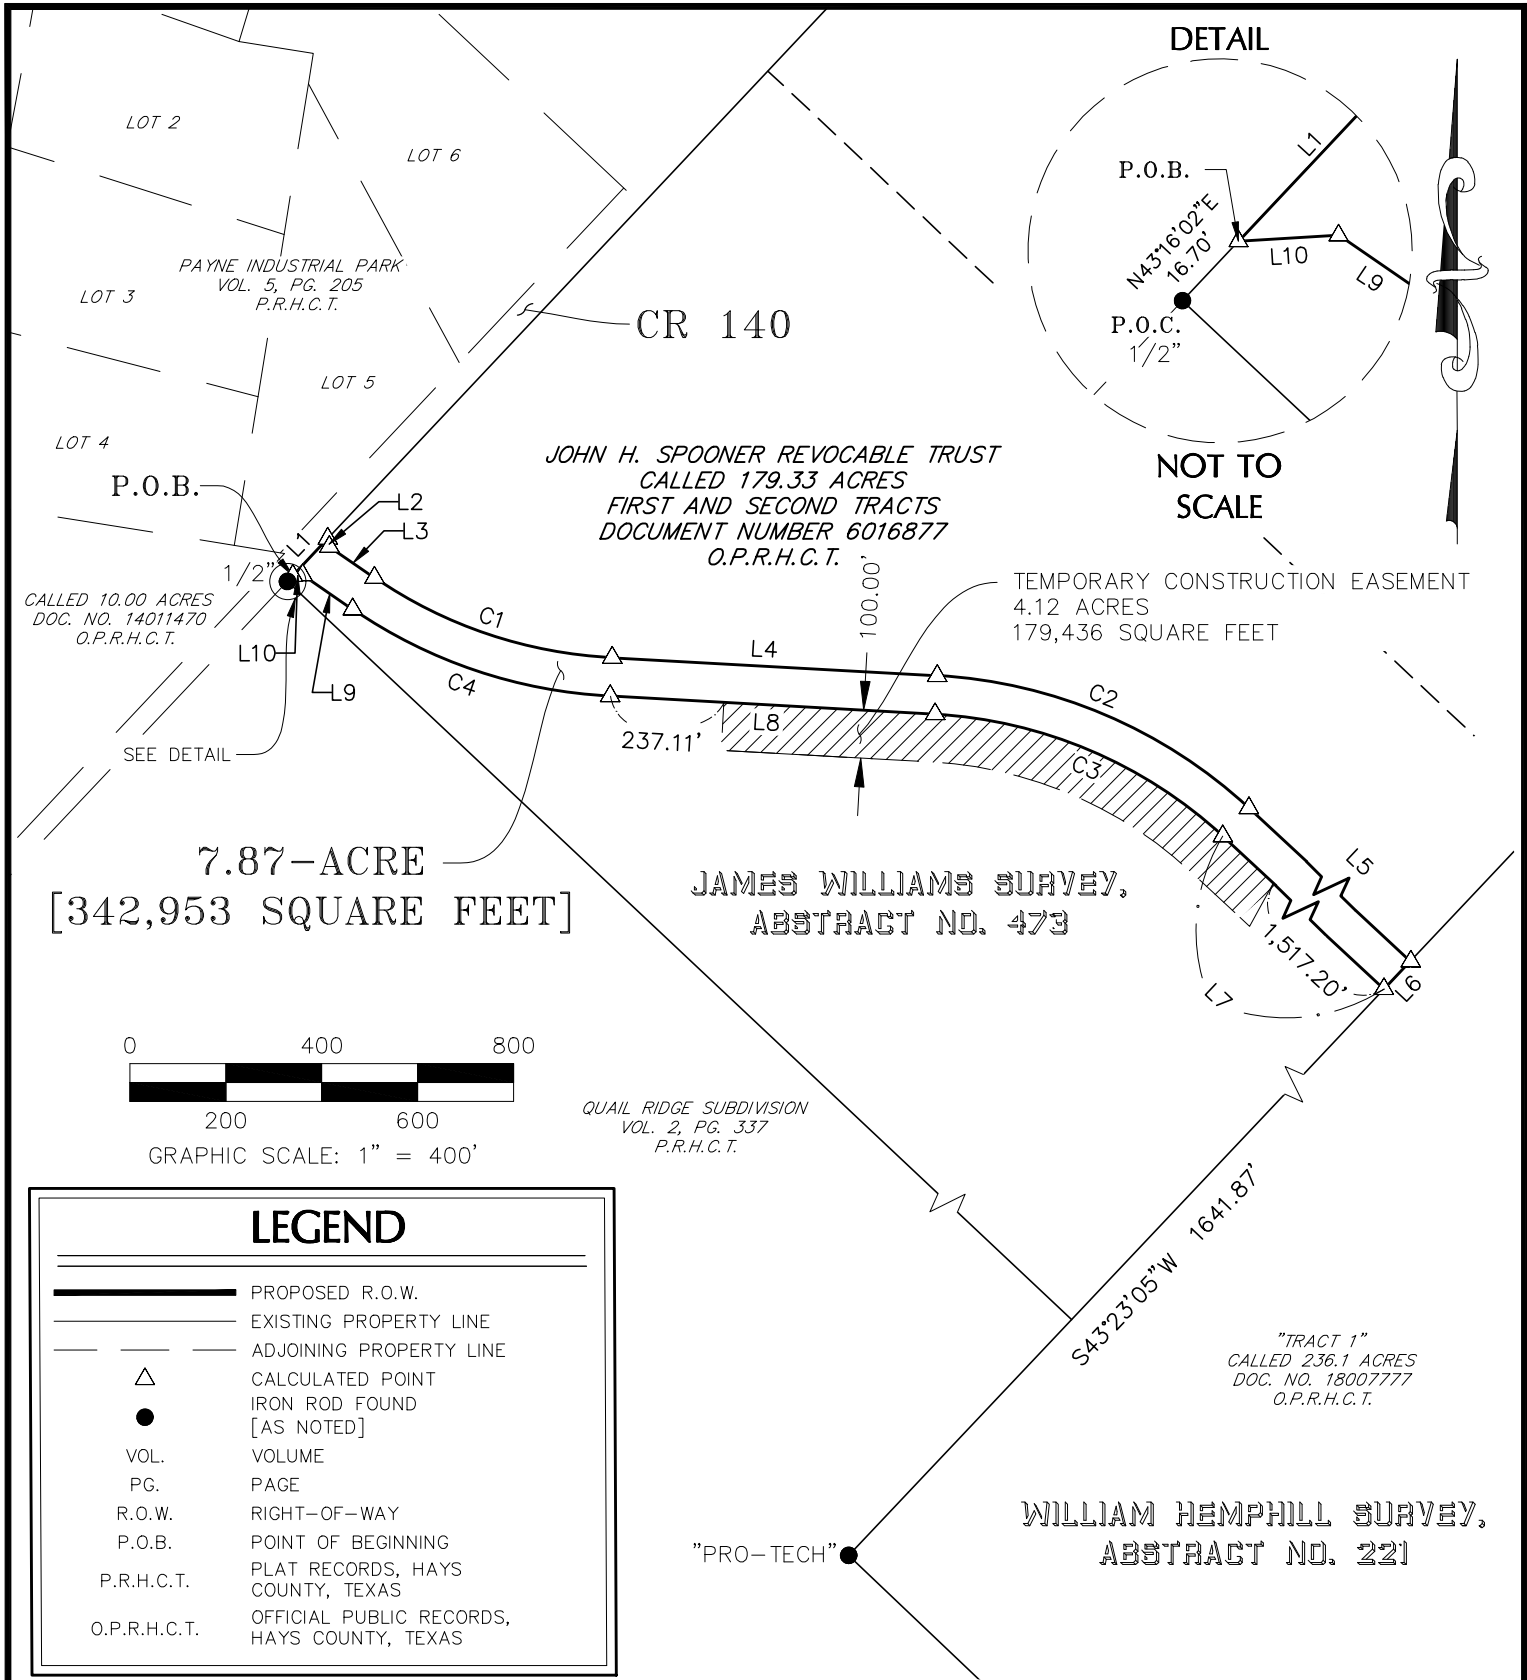 DETAIL
L1
P.O.B.
N43°16'02"E
16.70'
L10
L9
P.O.C.
1/2"
NOT TO
SCALE
LOT 2
LOT 6
PAYNE INDUSTRIAL PARK
VOL. 5, PG. 205
P.R.H.C.T.
LOT 3
CR 140
LOT 5
LOT 4
P.O.B.
L1
L2
L3
1/2"
JOHN H. SPOONER REVOCABLE TRUST
CALLED 179.33 ACRES
FIRST AND SECOND TRACTS
DOCUMENT NUMBER 6016877
O.P.R.H.C.T.
CALLED 10.00 ACRES
DOC. NO. 14011470
O.P.R.H.C.T.
L10
L9
SEE DETAIL
C1
C4
L4
L8
100.00'
237.11'
TEMPORARY CONSTRUCTION EASEMENT
4.12 ACRES
179,436 SQUARE FEET
C2
C3
L5
L6
L7
1,517.20'
7.87-ACRE
[342,953 SQUARE FEET]
JAMES WILLIAMS SURVEY,
ABSTRACT NO. 473
0 400 800
200 600
GRAPHIC SCALE: 1" = 400'
QUAIL RIDGE SUBDIVISION
VOL. 2, PG. 337
P.R.H.C.T.
S43°23'05"W 1641.87'
"TRACT 1"
CALLED 236.1 ACRES
DOC. NO. 18007777
O.P.R.H.C.T.
WILLIAM HEMPHILL SURVEY,
ABSTRACT NO. 221
"PRO-TECH"
LEGEND
PROPOSED R.O.W.
EXISTING PROPERTY LINE
ADJOINING PROPERTY LINE
CALCULATED POINT
IRON ROD FOUND
[AS NOTED]
VOL. VOLUME
PG. PAGE
R.O.W. RIGHT-OF-WAY
P.O.B. POINT OF BEGINNING
P.R.H.C.T. PLAT RECORDS, HAYS
COUNTY, TEXAS
O.P.R.H.C.T. OFFICIAL PUBLIC RECORDS,
HAYS COUNTY, TEXAS